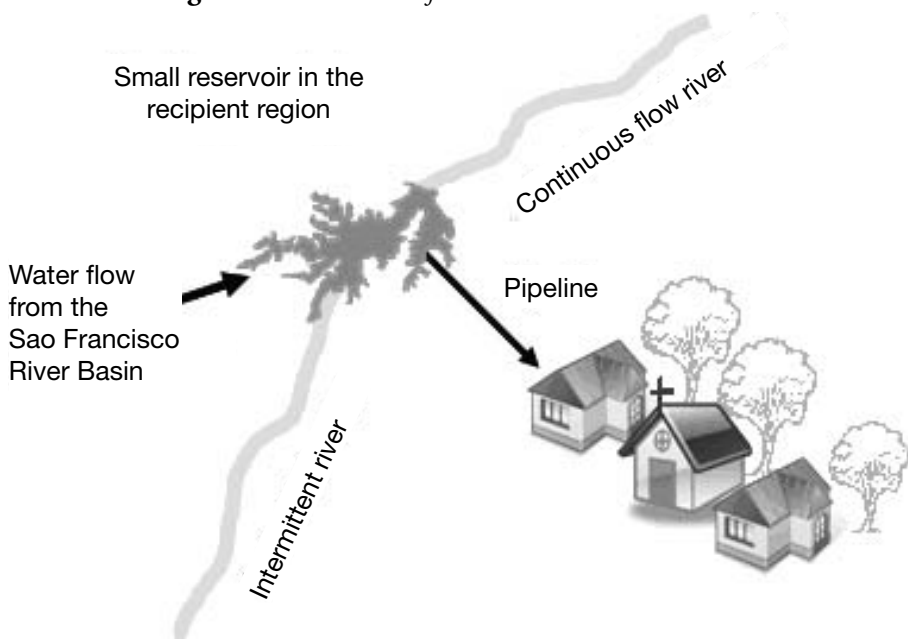 Small reservoir in the
recipient region
Continuous flow river
Water flow
from the
Sao Francisco
River Basin
Pipeline
Intermittent river